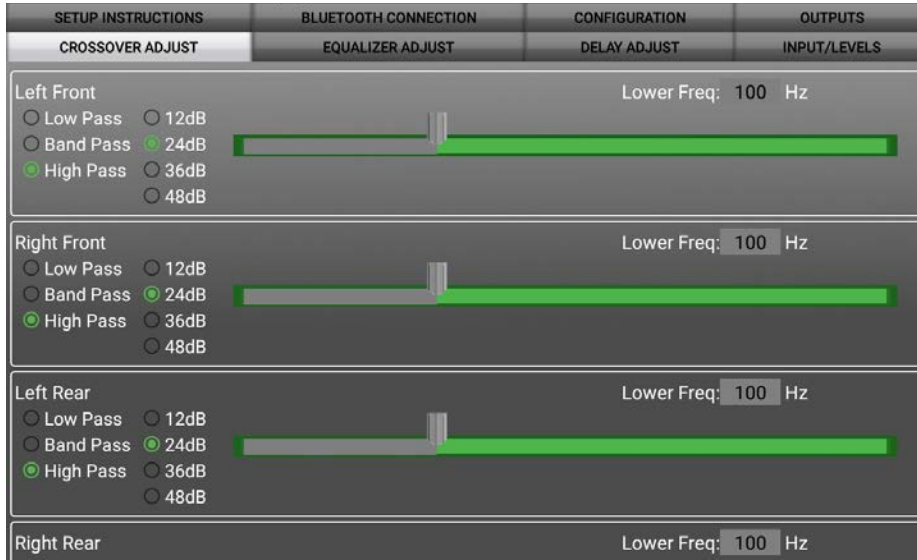 SETUP INSTRUCTIONS BLUETOOTH CONNECTION CONFIGURATION OUTPUTS
CROSSOVER ADJUST EQUALIZER ADJUST DELAY ADJUST INPUT/LEVELS
Left Front Lower Freq: 100 Hz
Low Pass 12dB
Band Pass 24dB
High Pass 36dB
48dB
Right Front Lower Freq: 100 Hz
Low Pass 12dB
Band Pass 24dB
High Pass 36dB
48dB
Left Rear Lower Freq: 100 Hz
Low Pass 12dB
Band Pass 24dB
High Pass 36dB
48dB
Right Rear Lower Freq: 100 Hz